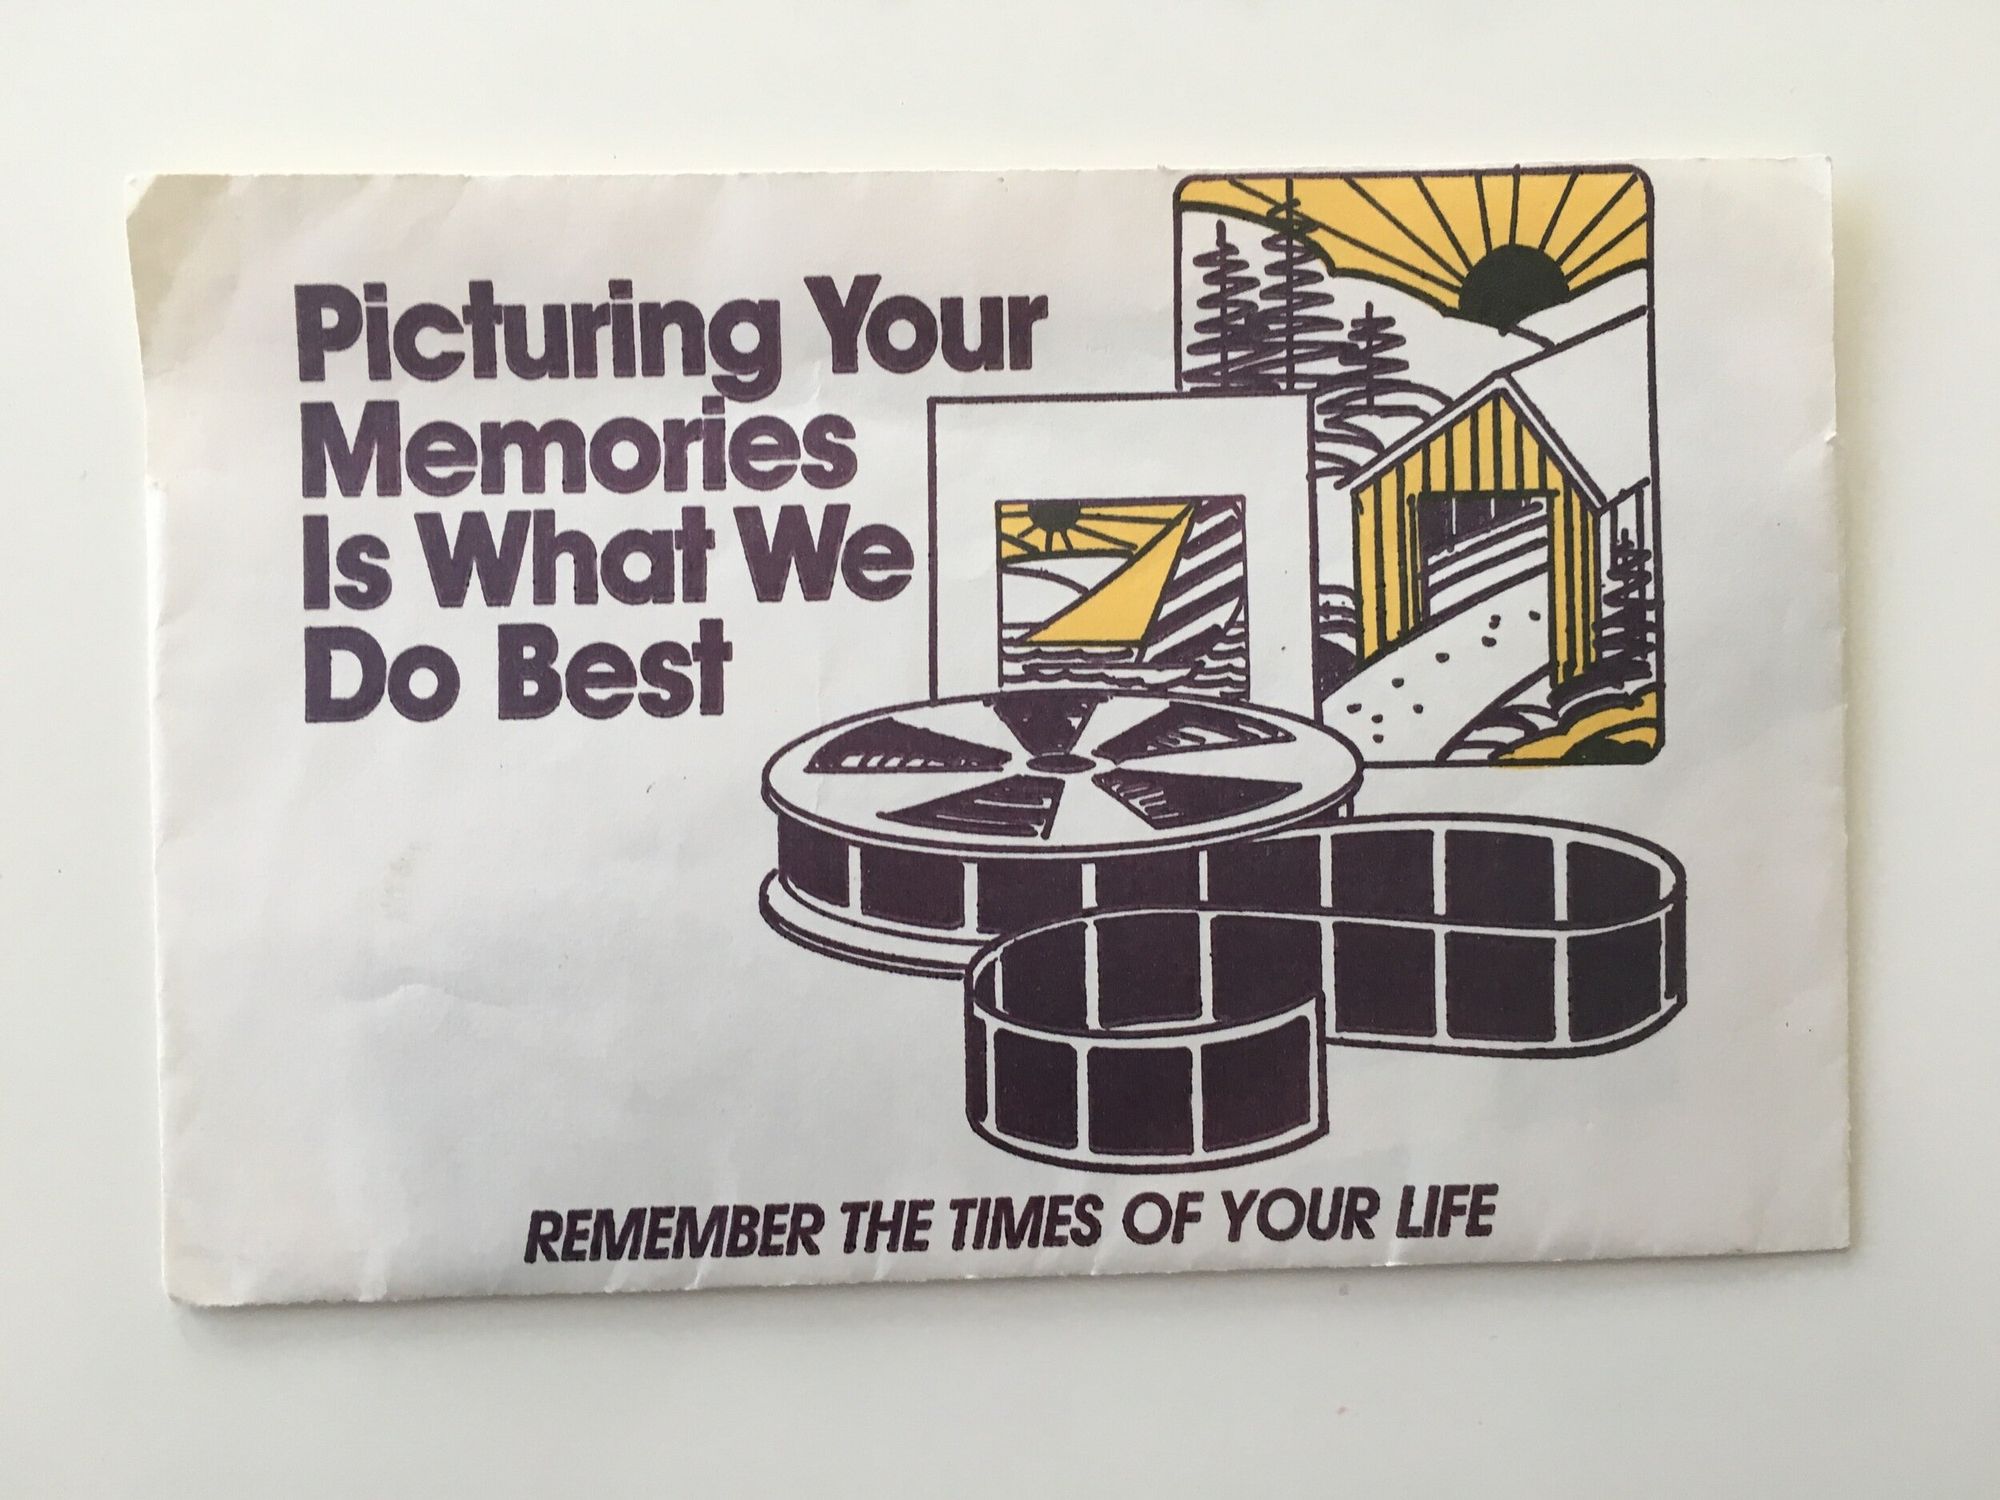 Picturing Your
Memories
Is What We
Do Best
REMEMBER THE TIMES OF YOUR LIFE